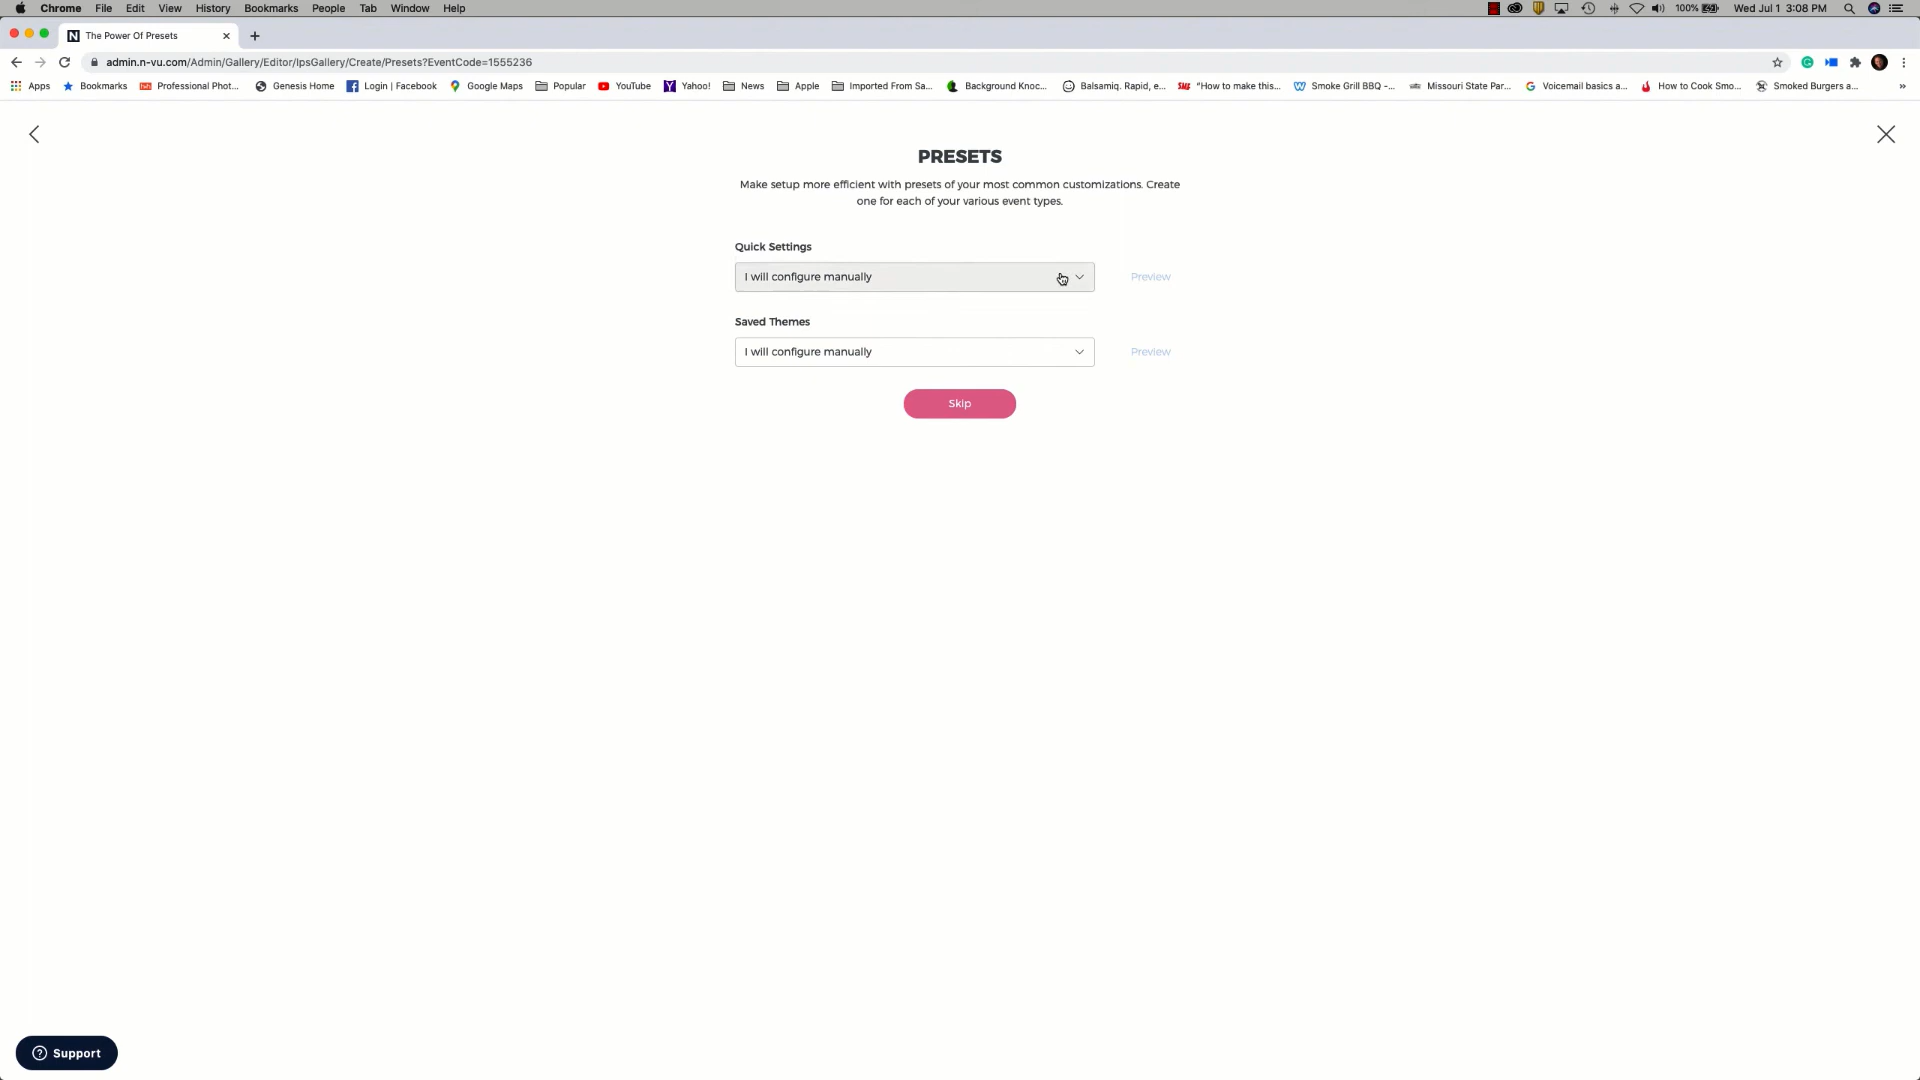 Chrome File Edit View History Bookmarks People Tab Window Help 100% Wed Jul 1 3:08 PM
The Power Of Presets
admin.n-vu.com/Admin/Gallery/Editor/IpsGallery/Create/Presets?EventCode=1555236
Apps Bookmarks Professional Phot... Genesis Home Login | Facebook Google Maps Popular YouTube Yahoo! News Apple Imported From Sa... Background Knoc... Balsamiq. Rapid, e... "How to make this... Smoke Grill BBQ -... Missouri State Par... Voicemail basics a... How to Cook Smo... Smoked Burgers a... »
PRESETS
Make setup more efficient with presets of your most common customizations. Create
one for each of your various event types.
Quick Settings
I will configure manually Preview
Saved Themes
I will configure manually Preview
Skip
Support